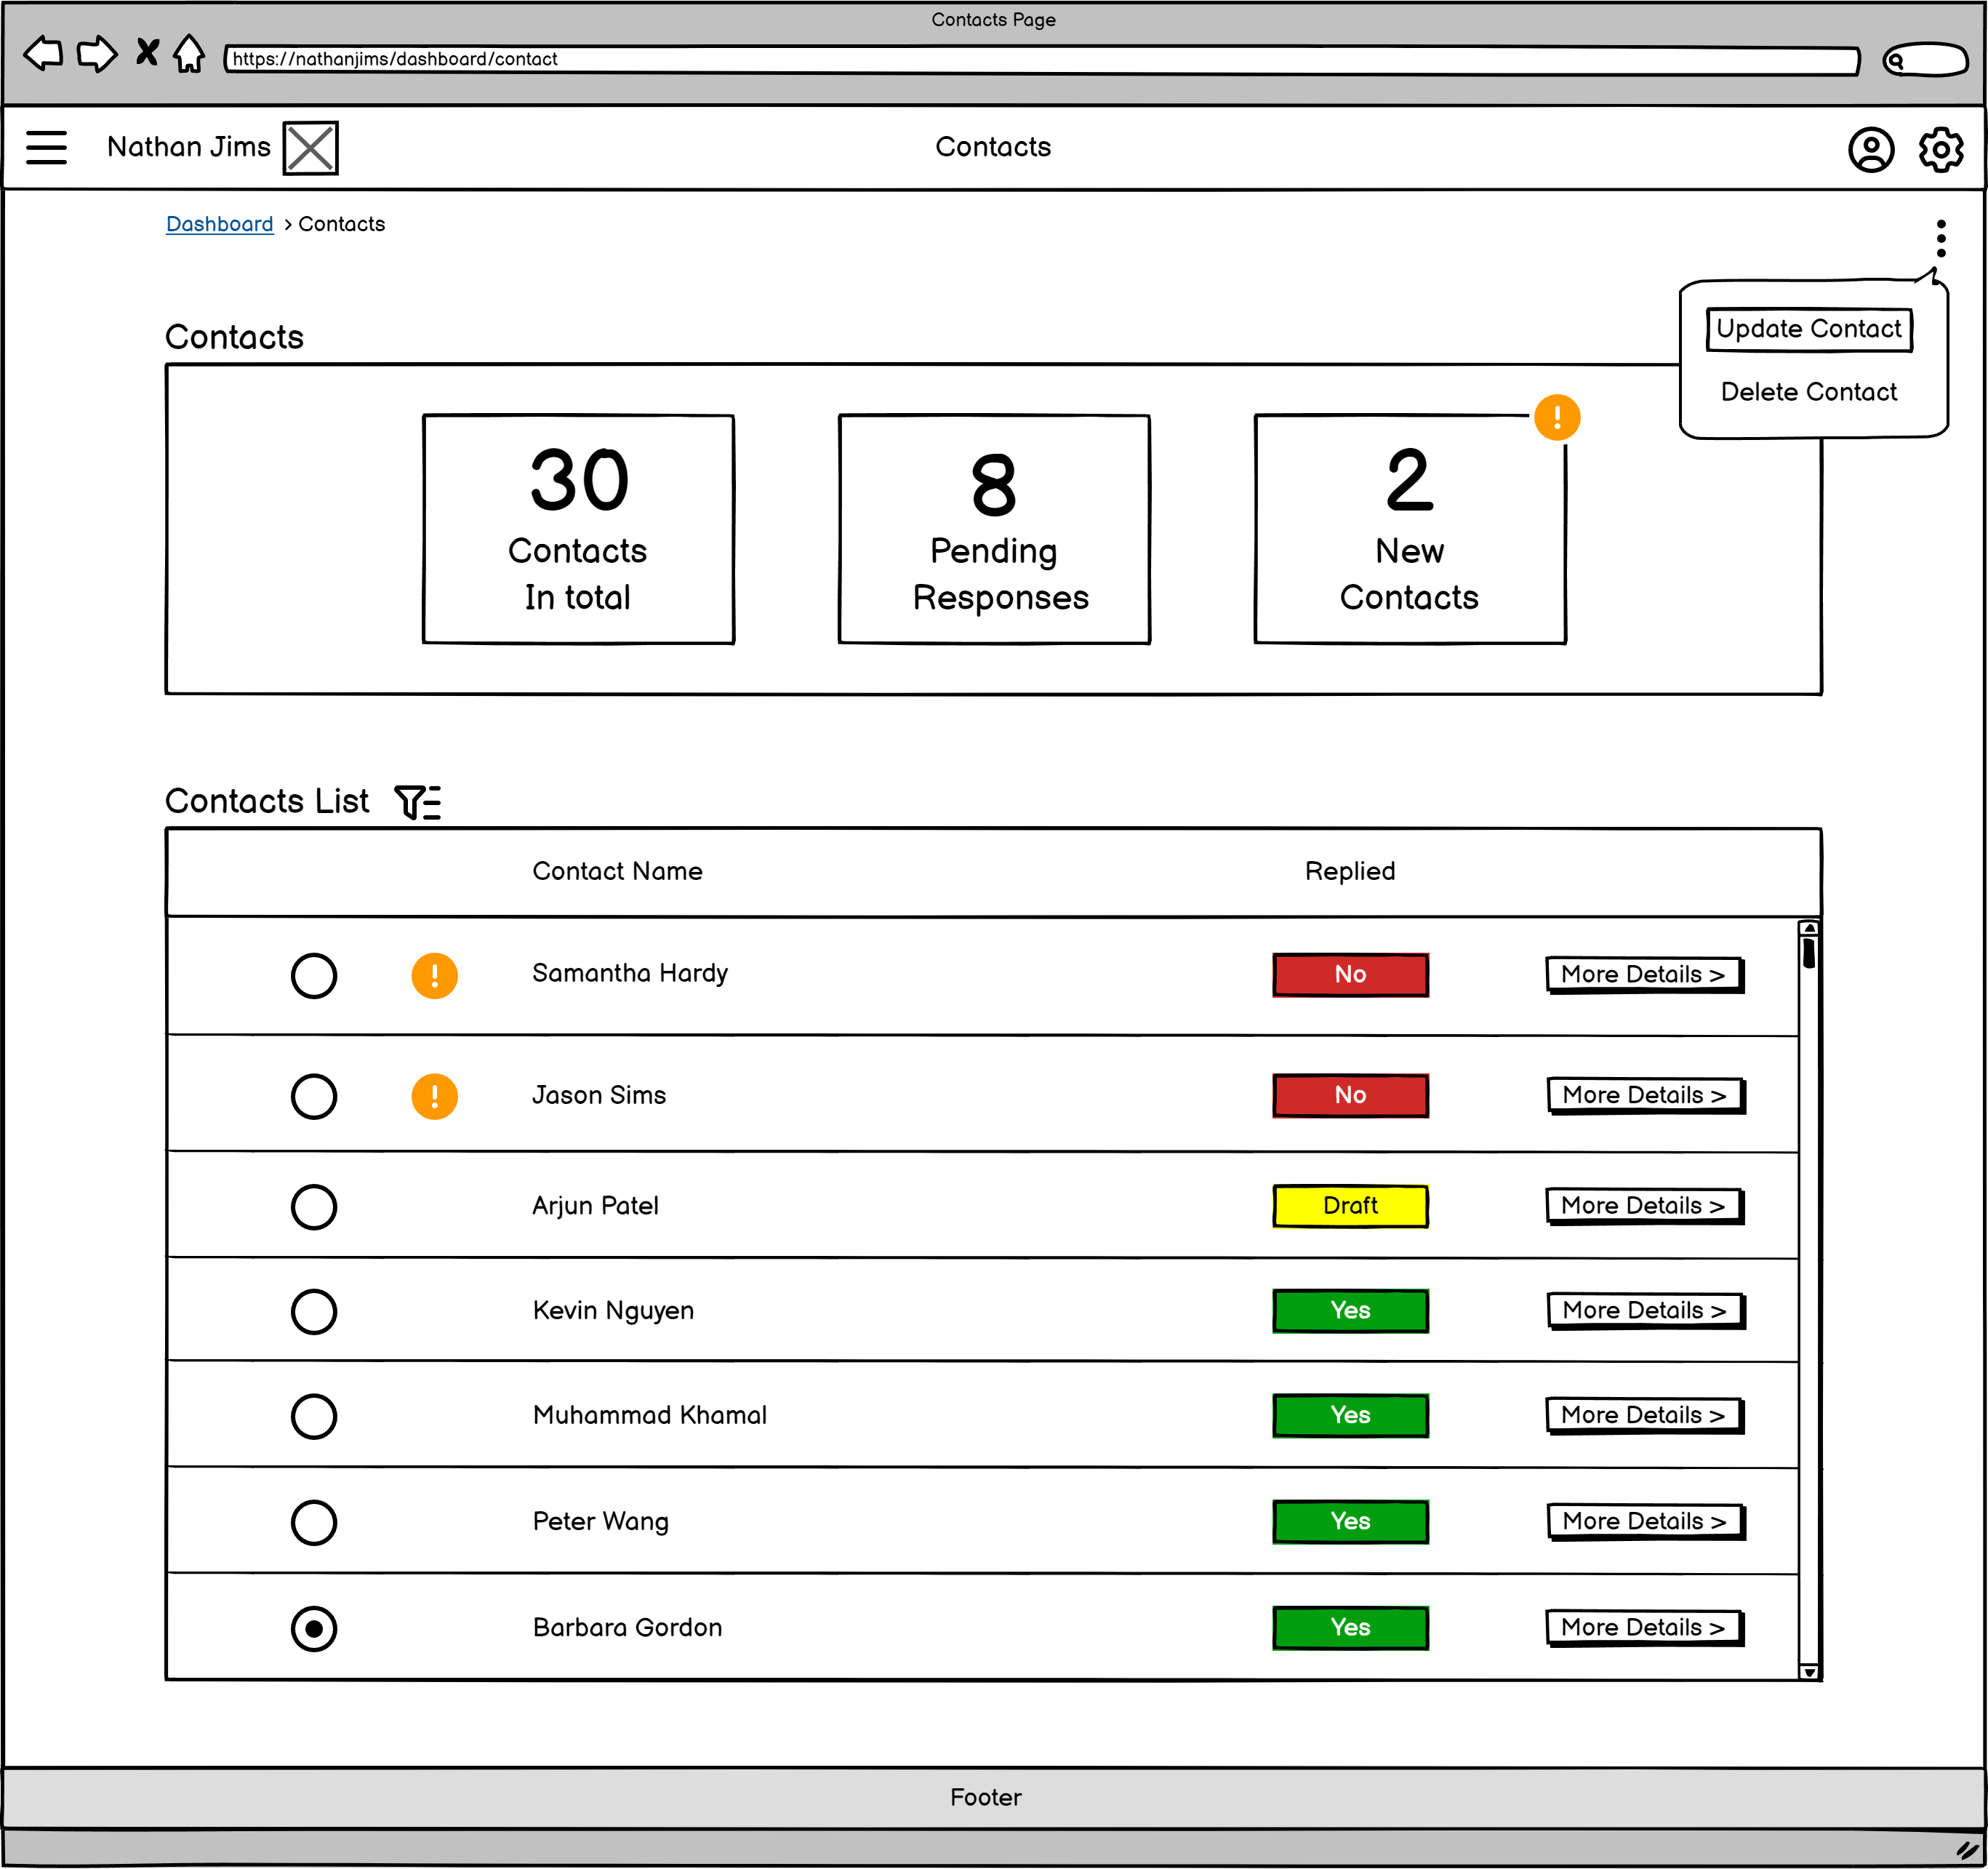 Contacts Page
https://nathanjims/dashboard/contact
Nathan Jims
Contacts
Dashboard > Contacts
Update Contact
Delete Contact
Contacts
30
Contacts
In total
8
Pending
Responses
!
2
New
Contacts
Contacts List
Contact Name Replied
! Samantha Hardy No More Details >
! Jason Sims No More Details >
Arjun Patel Draft More Details >
Kevin Nguyen Yes More Details >
Muhammad Khamal Yes More Details >
Peter Wang Yes More Details >
Barbara Gordon Yes More Details >
Footer